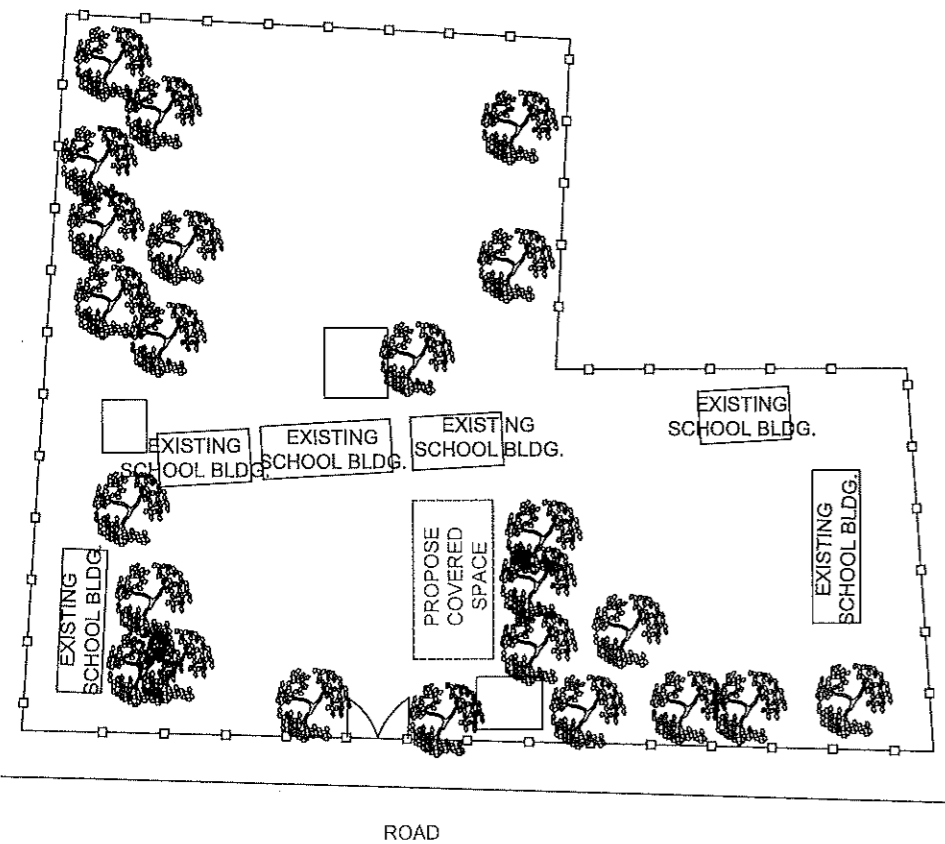 EXISTING
SCHOOL BLDG.
EXISTING
SCHOOL BLDG.
EXISTING
SCHOOL BLDG.
EXISTING
SCHOOL BLDG.
EXISTING
SCHOOL BLDG.
PROPOSE
COVERED
SPACE
EXISTING
SCHOOL BLDG.
ROAD